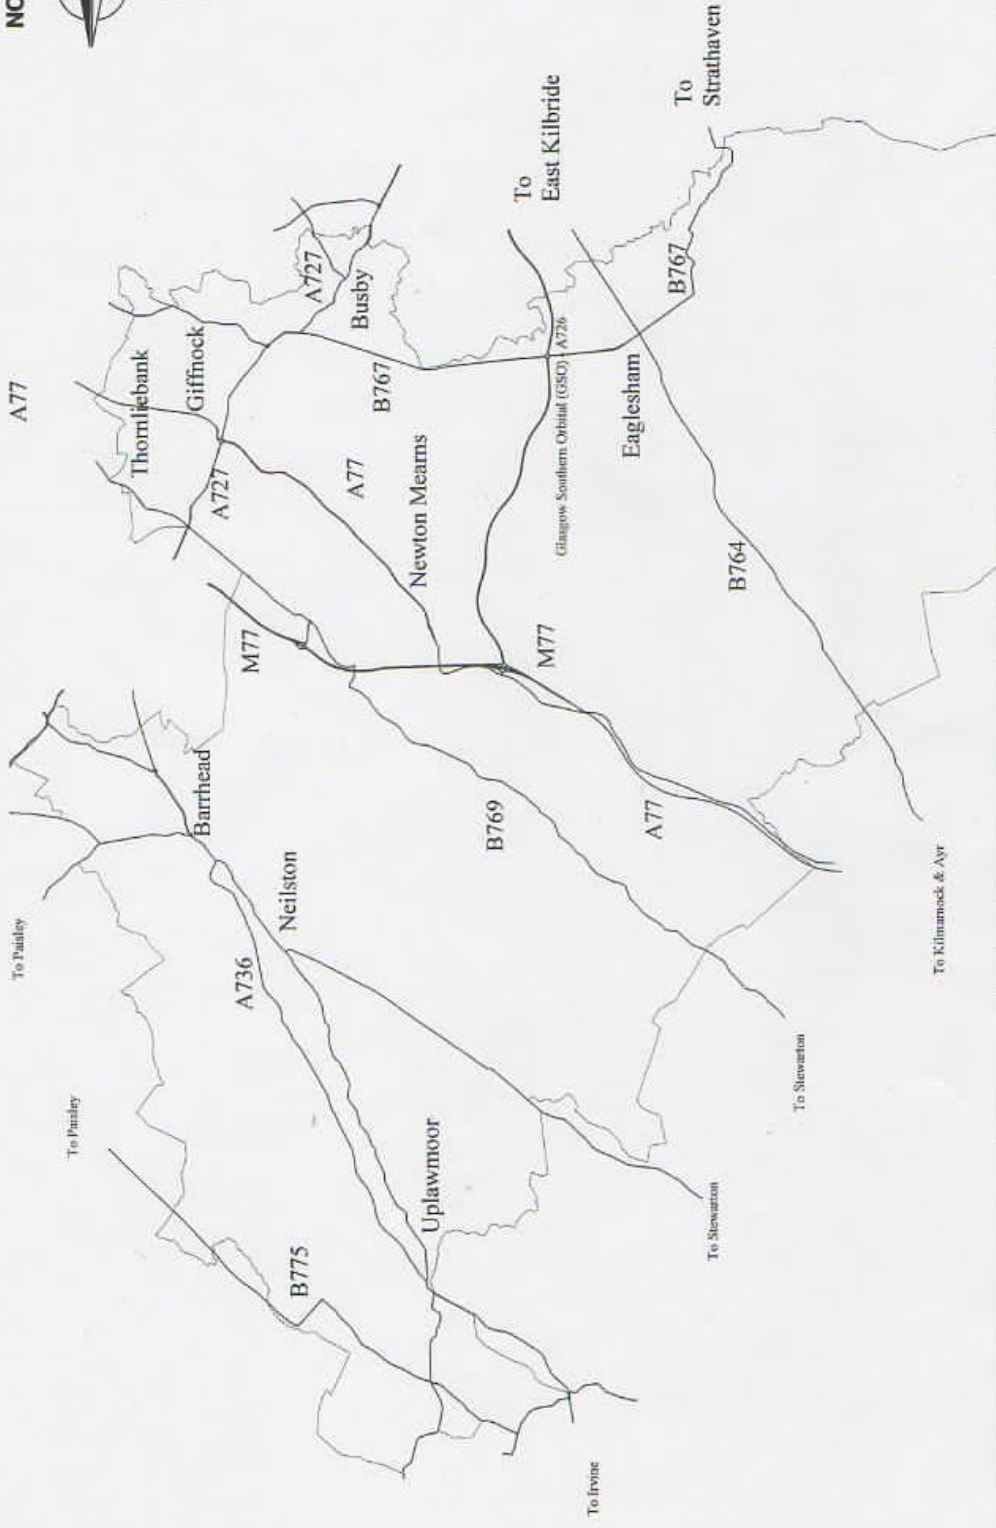 NO
A77
To Paisley
To Paisley
Thornliebank
Giffnock
A727
A727
Busby
M77
Barrhead
A736
Neilston
B775
B767
A77
Newton Mearns
Uplawmoor
B769
To
East Kilbride
Glasgow Southern Orbital (GSO) - A726
M77
Eaglesham
B767
To
Strathaven
A77
B764
To Irvine
To Stewarton
To Stewarton
To Kilmarnock & Ayr